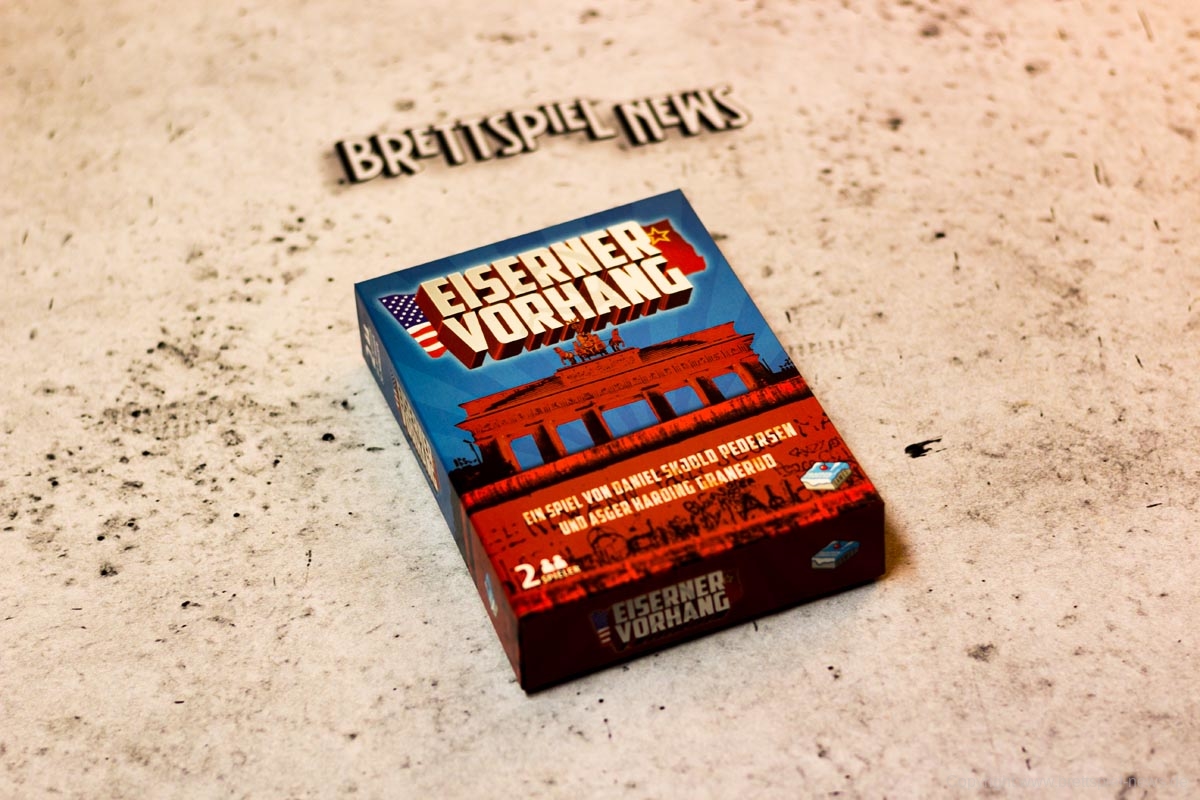 BRETTSPIEL NEWS
EISERNER
VORHANG
EIN SPIEL VON DANIEL SKJOLD PEDERSEN
UND ASGER HARDING GRANERUD
2 SPIELER
EISERNER
VORHANG